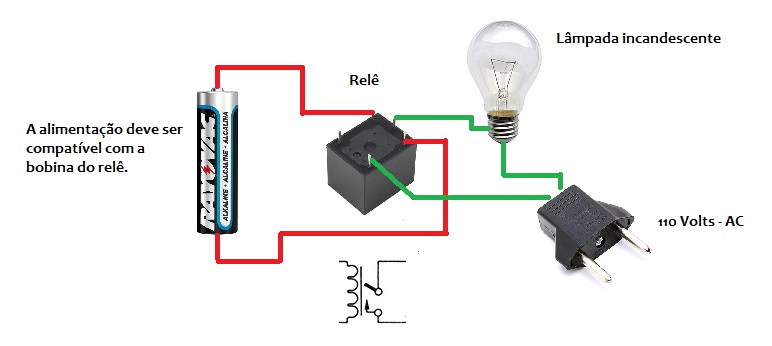 Lâmpada incandescente
Relê
A alimentação deve ser
compatível com a
bobina do relê.
RAYOVAC
ALKALINE • ALCALINE • ALCALINA
110 Volts - AC